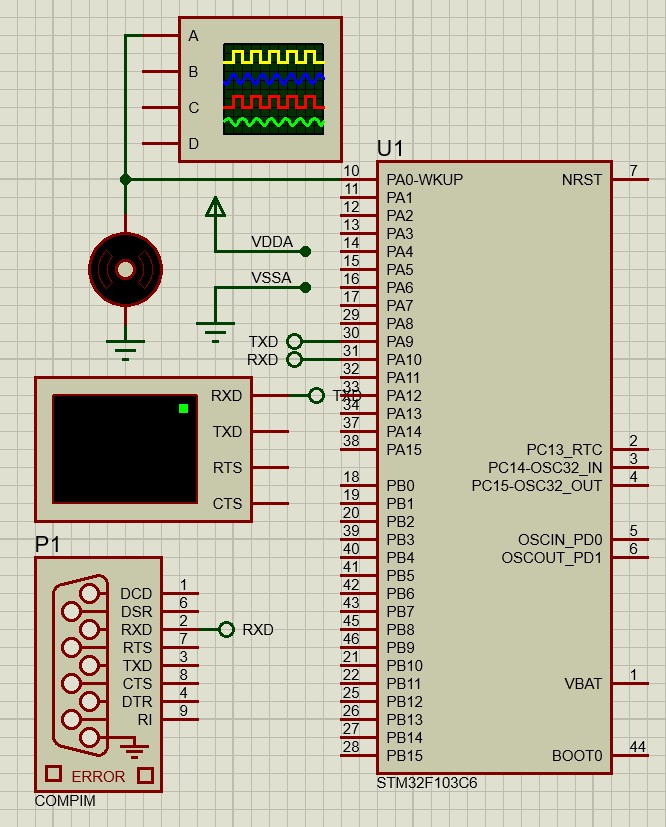 A
B
C
D
U1
10 PA0-WKUP
11 PA1
12 PA2
13 PA3
14 PA4
15 PA5
16 PA6
17 PA7
29 PA8
30 PA9
31 PA10
32 PA11
33 PA12
34 PA13
37 PA14
38 PA15
18 PB0
19 PB1
20 PB2
39 PB3
40 PB4
41 PB5
42 PB6
43 PB7
45 PB8
46 PB9
21 PB10
22 PB11
25 PB12
26 PB13
27 PB14
28 PB15
NRST 7
PC13_RTC 2
PC14-OSC32_IN 3
PC15-OSC32_OUT 4
OSCIN_PD0 5
OSCOUT_PD1 6
VBAT 1
BOOT0 44
STM32F103C6
VDDA
VSSA
TXD
RXD
RXD TXD
TXD
RTS
CTS
P1
DCD 1
DSR 6
RXD 2 RXD
RTS 7
TXD 3
CTS 8
DTR 4
RI 9
ERROR
COMPIM